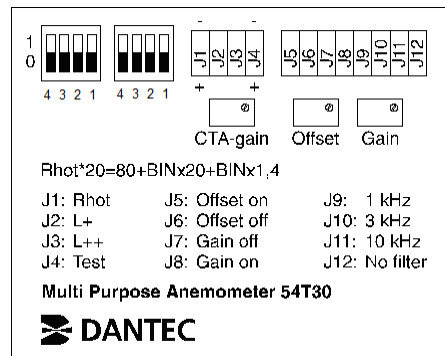 - -
1
0
J1 J2 J3 J4 J5 J6 J7 J8 J9 J10 J11 J12
4 3 2 1 4 3 2 1
+ +
CTA-gain Offset Gain
Rhot*20=80+BINx20+BINx1,4
J1: Rhot J5: Offset on J9: 1 kHz
J2: L+ J6: Offset off J10: 3 kHz
J3: L++ J7: Gain off J11: 10 kHz
J4: Test J8: Gain on J12: No filter
Multi Purpose Anemometer 54T30
DANTEC